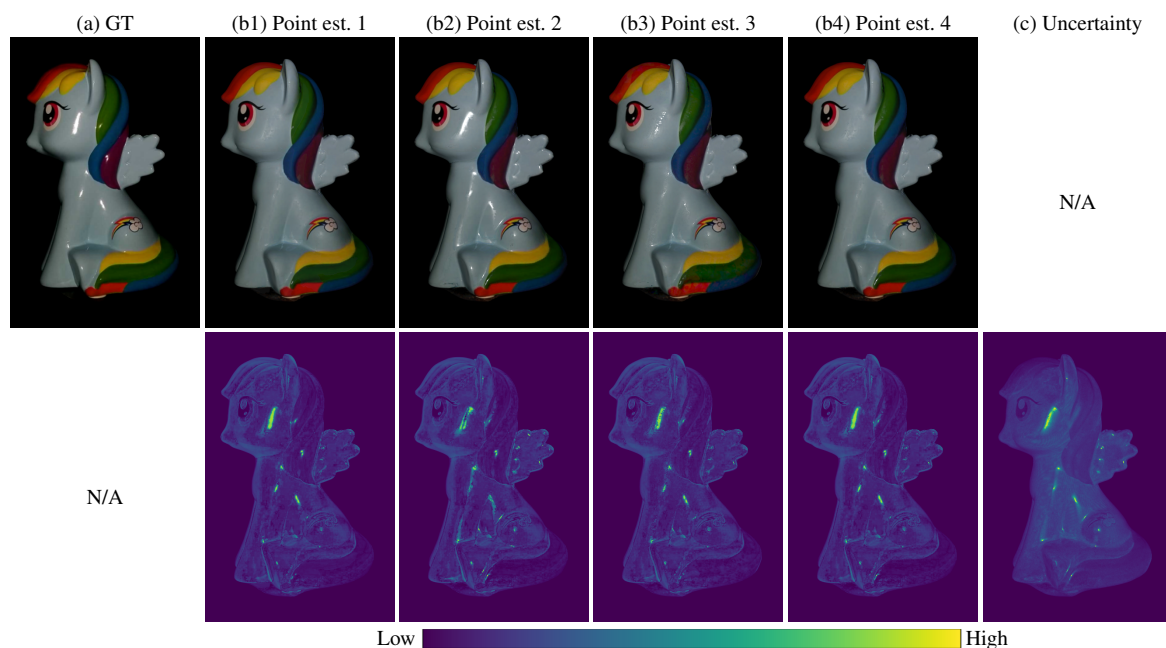 (a) GT (b1) Point est. 1 (b2) Point est. 2 (b3) Point est. 3 (b4) Point est. 4 (c) Uncertainty
N/A
N/A
Low High